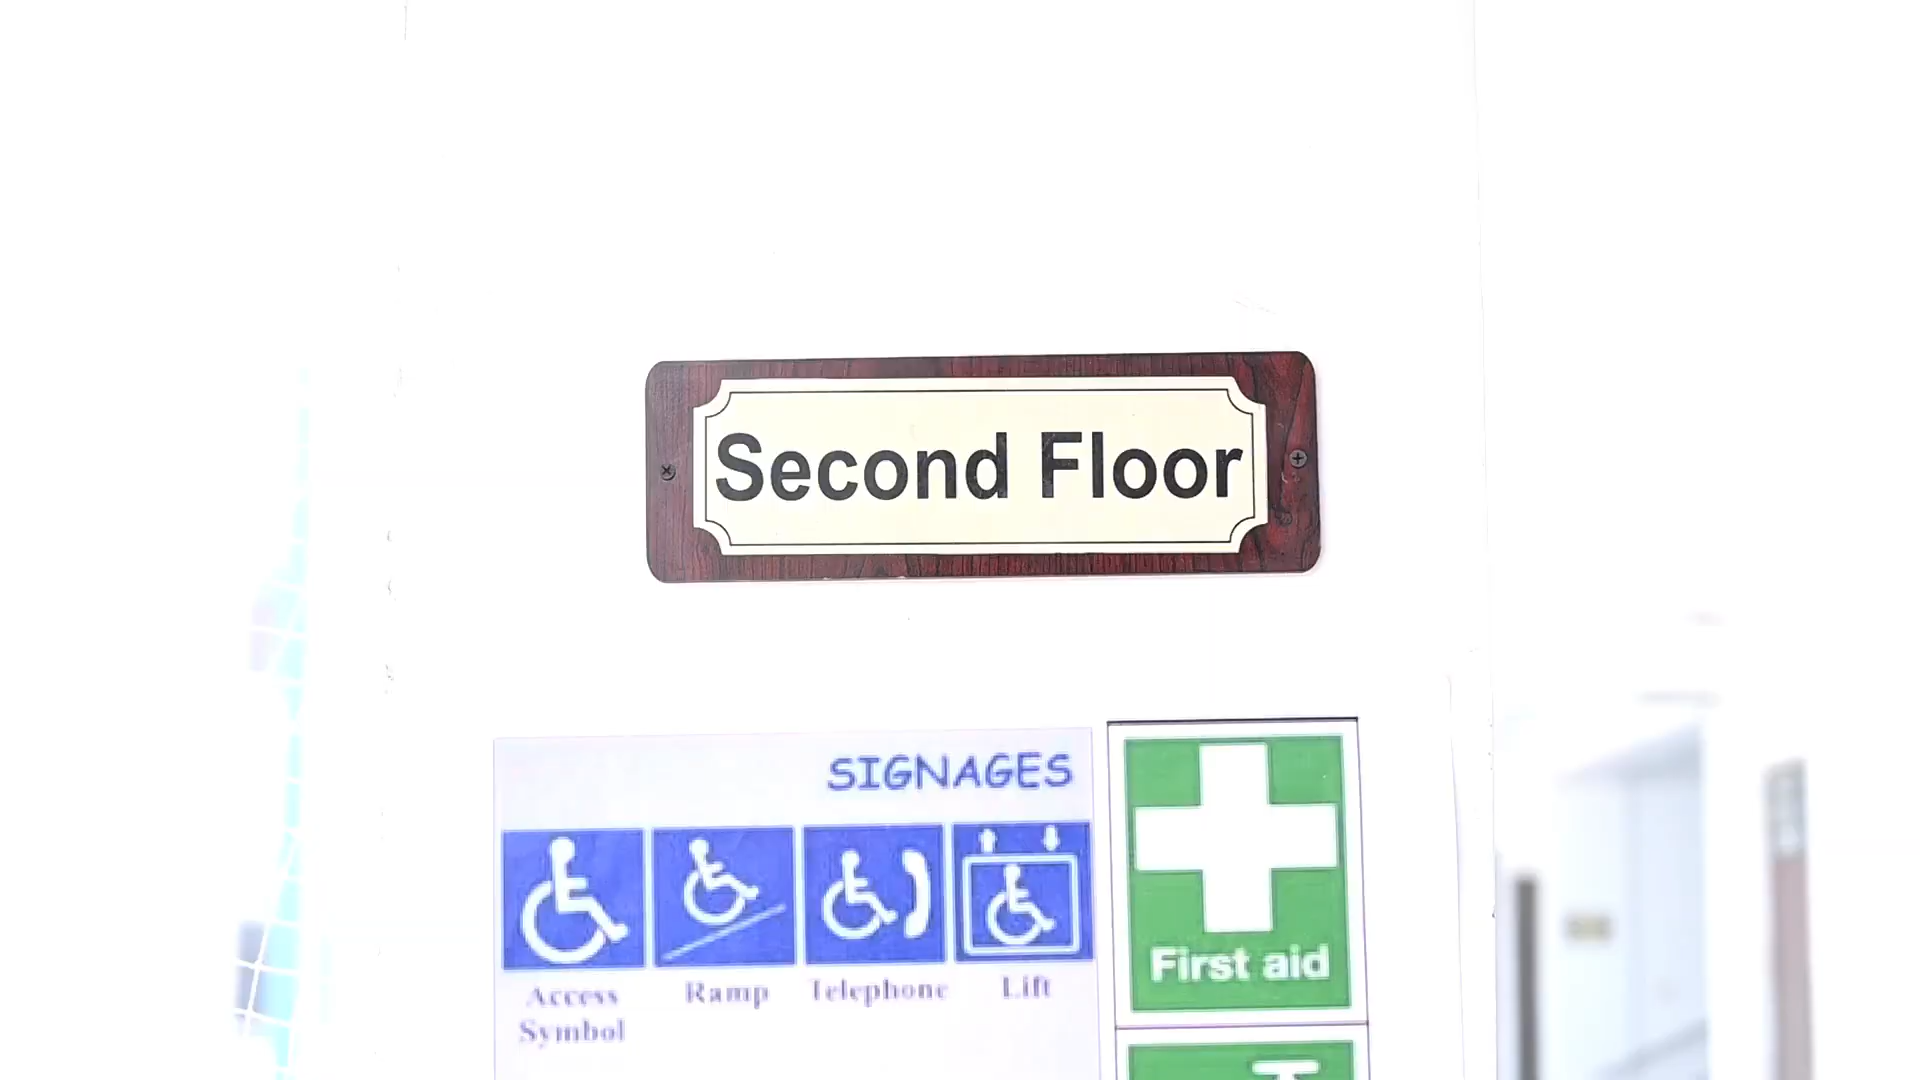 Second Floor
SIGNAGES
Access Symbol
Ramp
Telephone
Lift
First aid